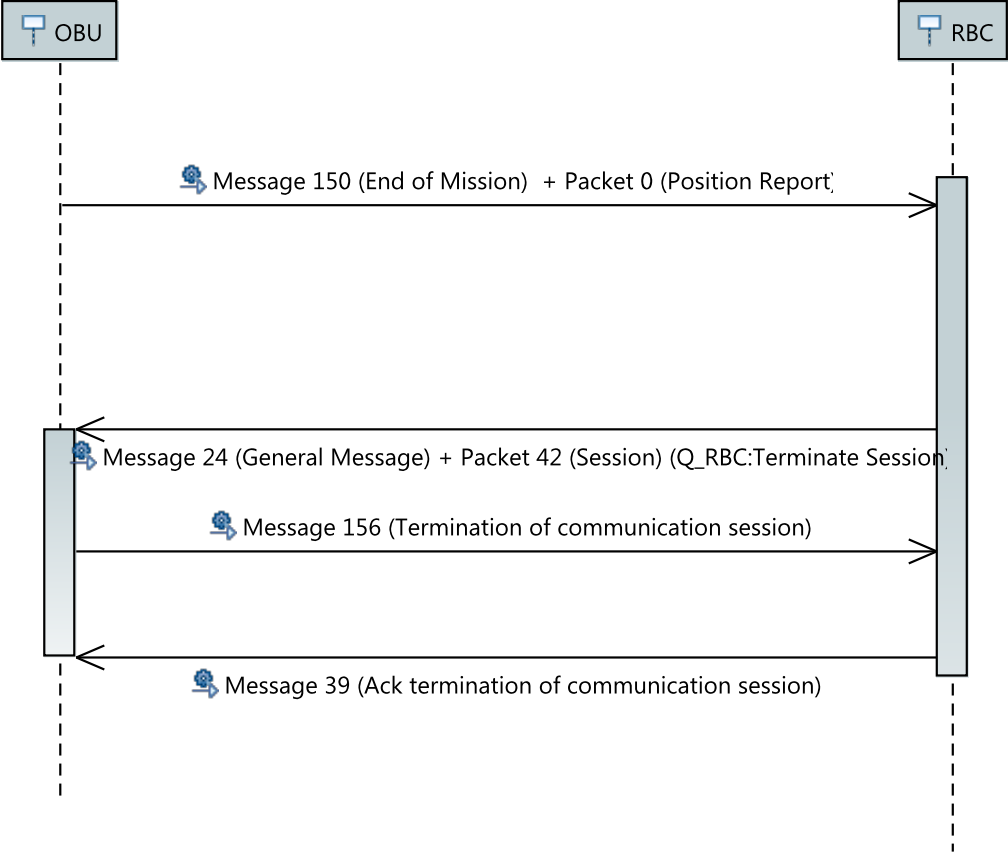 OBU
RBC
Message 150 (End of Mission)  + Packet 0 (Position Report)
Message 24 (General Message) + Packet 42 (Session) (Q_RBC:Terminate Session)
Message 156 (Termination of communication session)
Message 39 (Ack termination of communication session)